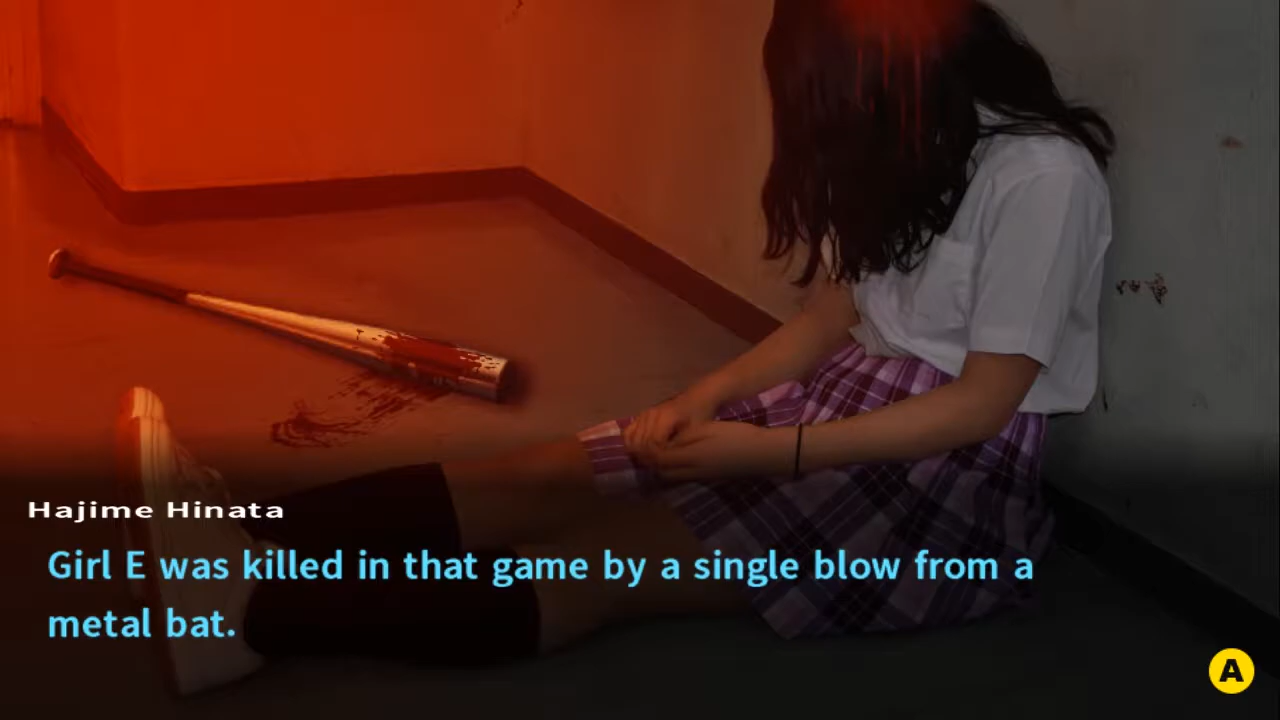 Hajime Hinata
Girl E was killed in that game by a single blow from a
metal bat.
A